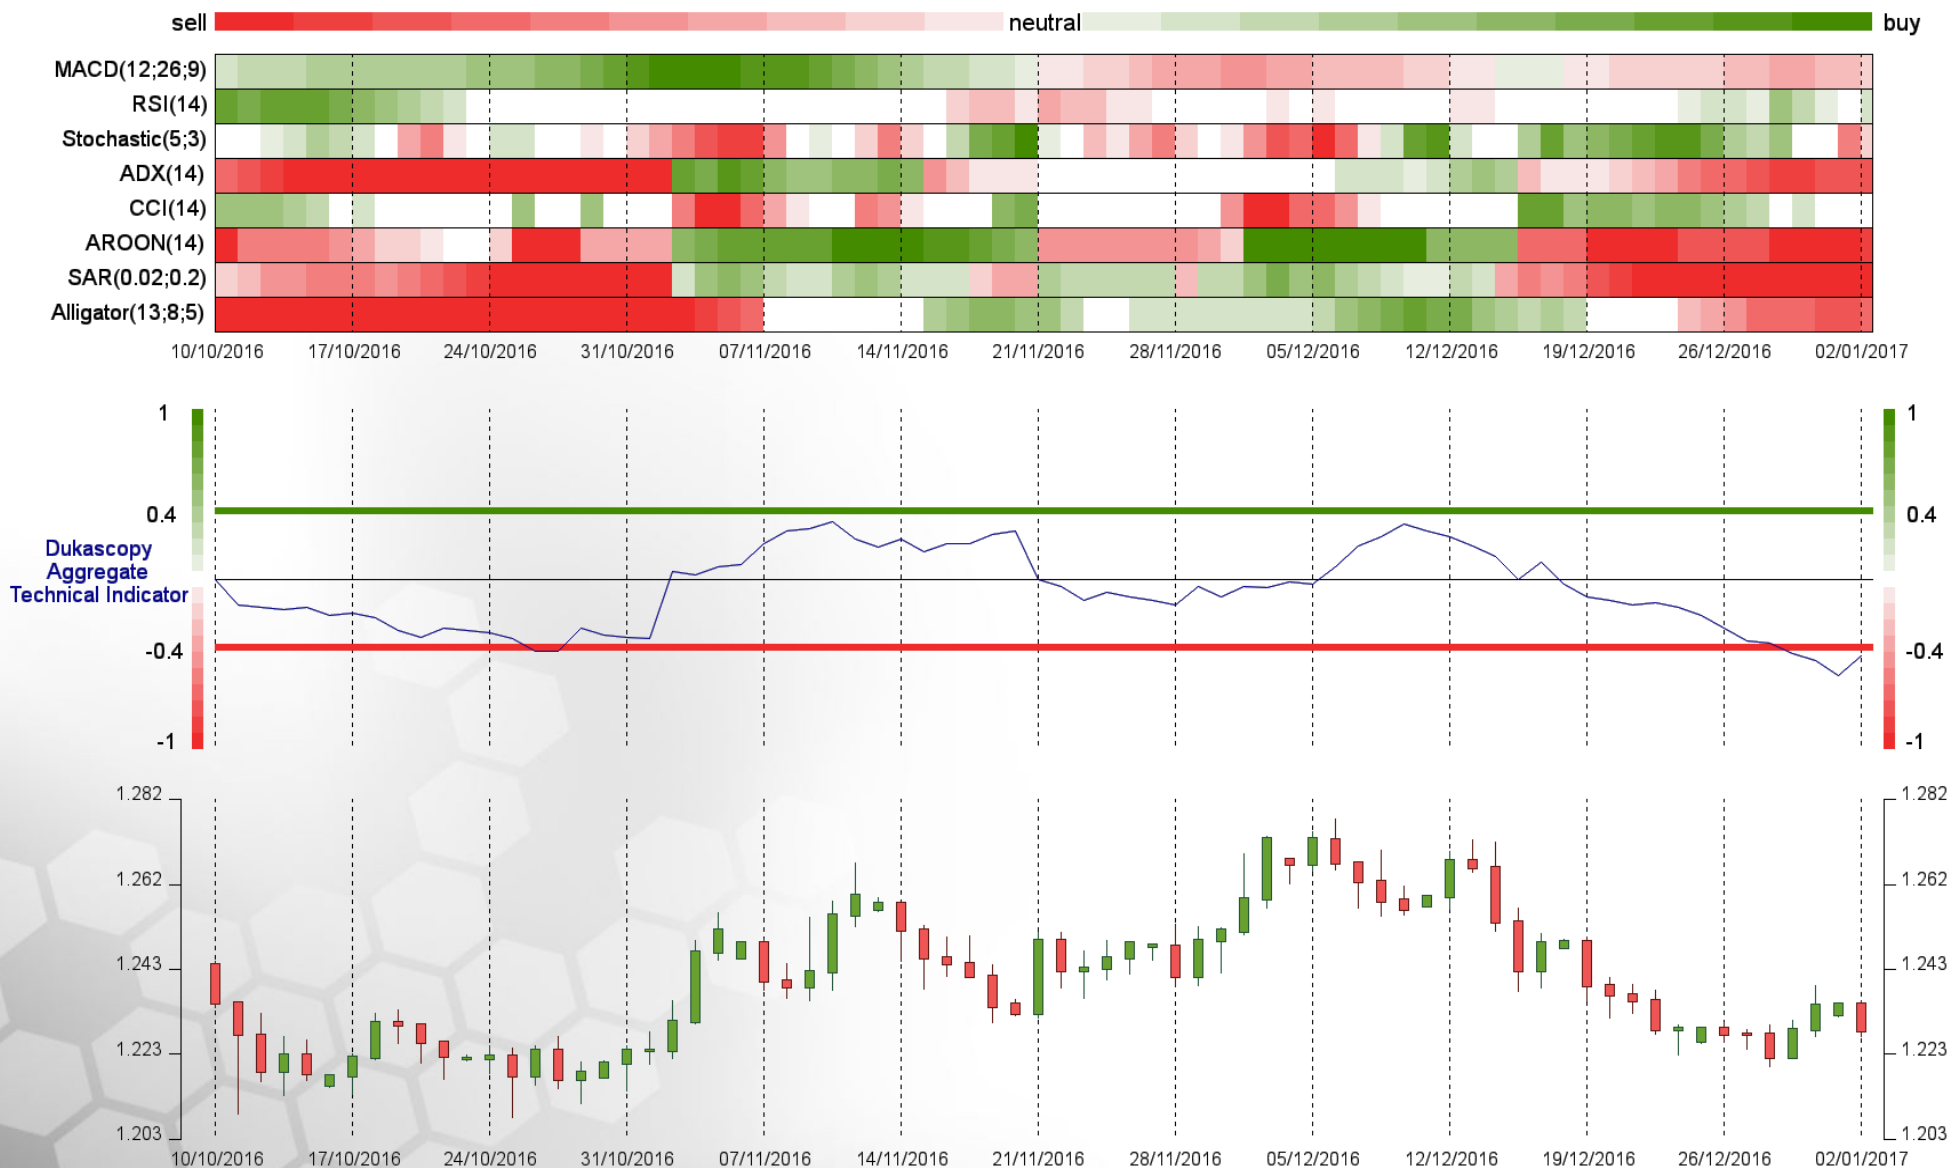 sell neutral buy
MACD(12;26;9)
RSI(14)
Stochastic(5;3)
ADX(14)
CCI(14)
AROON(14)
SAR(0.02;0.2)
Alligator(13;8;5)
10/10/2016 17/10/2016 24/10/2016 31/10/2016 07/11/2016 14/11/2016 21/11/2016 28/11/2016 05/12/2016 12/12/2016 19/12/2016 26/12/2016 02/01/2017
1 1
0.4 0.4
Dukascopy
Aggregate
Technical Indicator
-0.4 -0.4
-1 -1
1.282 1.282
1.262 1.262
1.243 1.243
1.223 1.223
1.203 1.203
10/10/2016 17/10/2016 24/10/2016 31/10/2016 07/11/2016 14/11/2016 21/11/2016 28/11/2016 05/12/2016 12/12/2016 19/12/2016 26/12/2016 02/01/2017